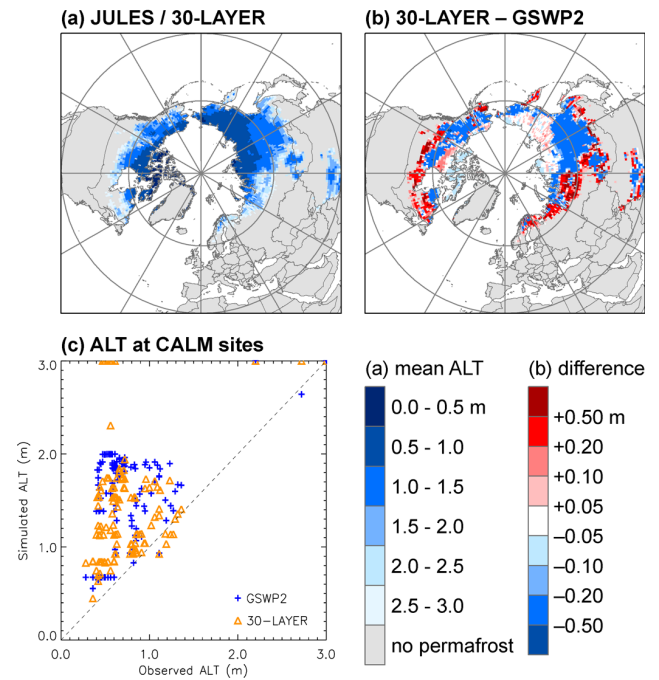 (a) JULES / 30-LAYER
(b) 30-LAYER – GSWP2
(c) ALT at CALM sites
3.0
2.0
1.0
0.0
0.0
1.0
2.0
3.0
Simulated ALT (m)
Observed ALT (m)
GSWP2
30-LAYER
(a) mean ALT
0.0 - 0.5 m
0.5 - 1.0
1.0 - 1.5
1.5 - 2.0
2.0 - 2.5
2.5 - 3.0
no permafrost
(b) difference
+0.50 m
+0.20
+0.10
+0.05
–0.05
–0.10
–0.20
–0.50